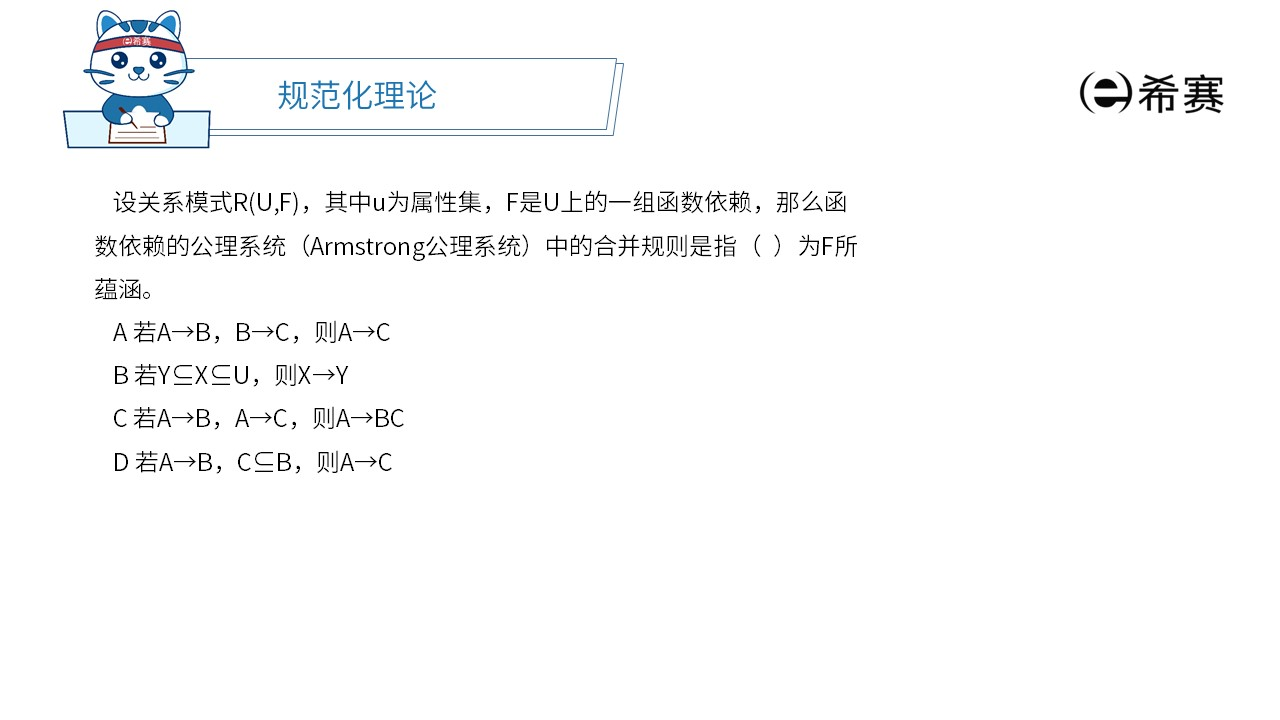 希赛
规范化理论
希赛
设关系模式R(U,F)，其中u为属性集，F是U上的一组函数依赖，那么函
数依赖的公理系统（Armstrong公理系统）中的合并规则是指（ ）为F所
蕴涵。
A 若A→B，B→C，则A→C
B 若Y⊆X⊆U，则X→Y
C 若A→B，A→C，则A→BC
D 若A→B，C⊆B，则A→C